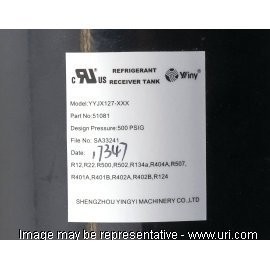 c RU us
REFRIGERANT
RECEIVER TANK
Yiny
Model:YYJX127-XXX
Part No:51081
Design Pressure:500 PSIG
File No: SA33241
Date: 17347
R12,R22,R500,R502,R134a,R404A,R507,
R401A,R401B,R402A,R402B,R124
SHENGZHOU YINGYI MACHINERY CO.,LTD
Image may be representative - www.uri.com